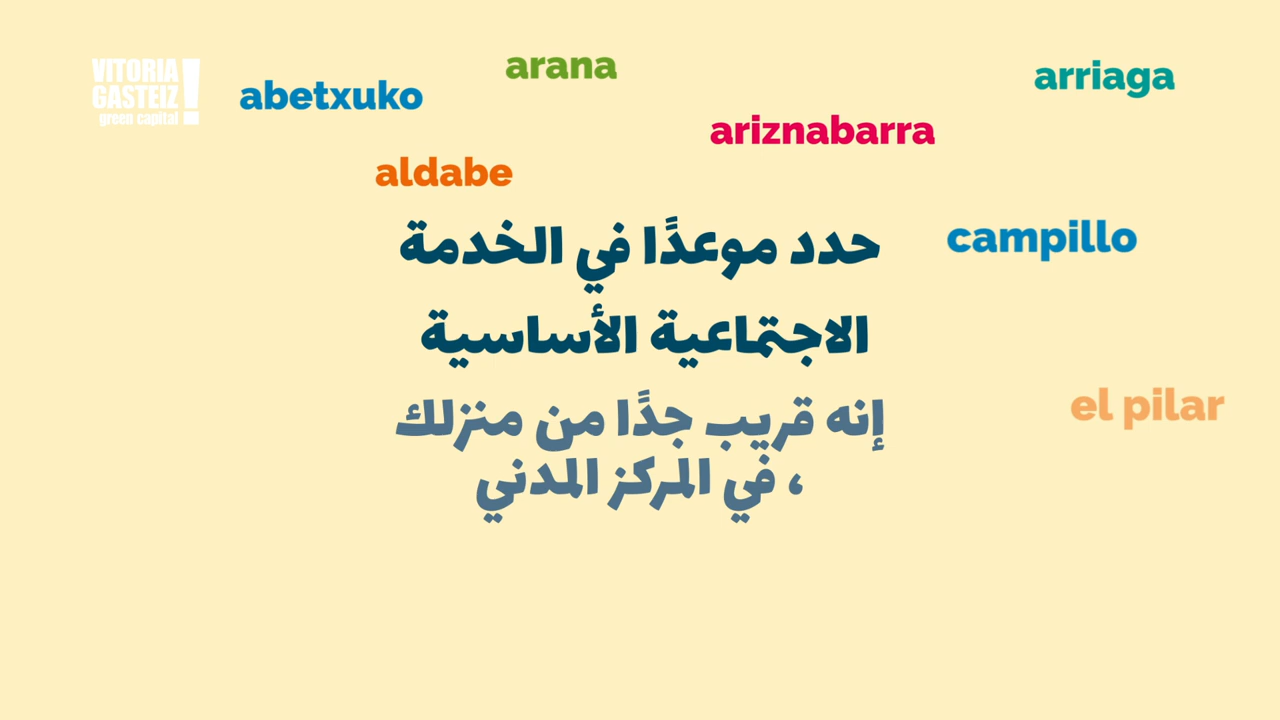 VITORIA
GASTEIZ!
green capital
abetxuko
arana
arriaga
ariznabarra
aldabe
حدد موعدًا في الخدمة
campillo
الاجتماعية الأساسية
إنه قريب جدًا من منزلك
el pilar
، في المركز المدني